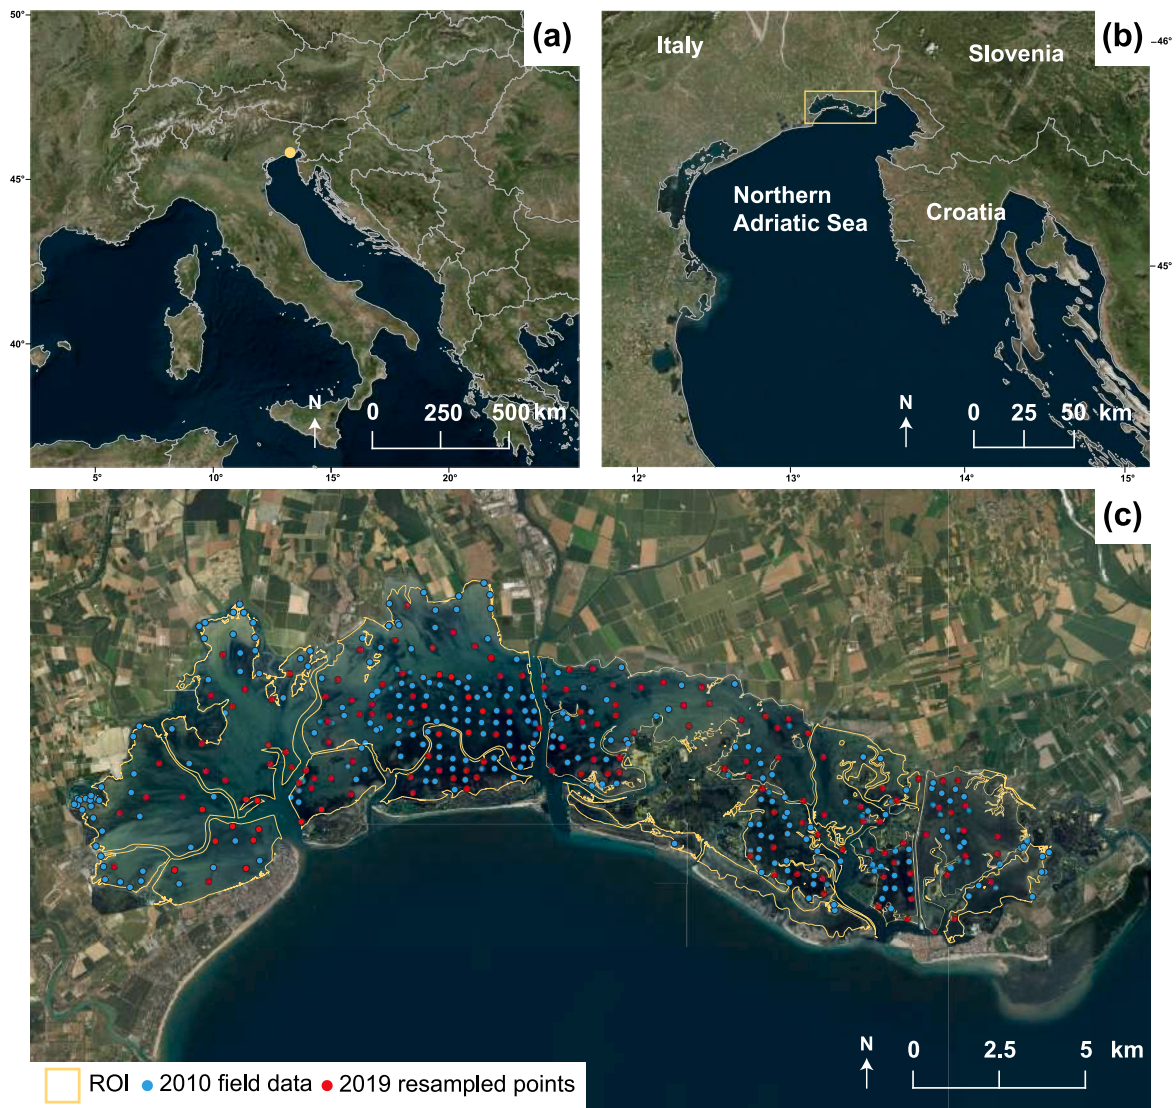 50°
45°
40°
(a)
N
0 250 500 km
5° 10° 15° 20°
Italy
Slovenia
(b)
46°
Northern
Adriatic Sea
Croatia
45°
N
0 25 50 km
12° 13° 14° 15°
(c)
N
0 2.5 5 km
ROI 2010 field data 2019 resampled points